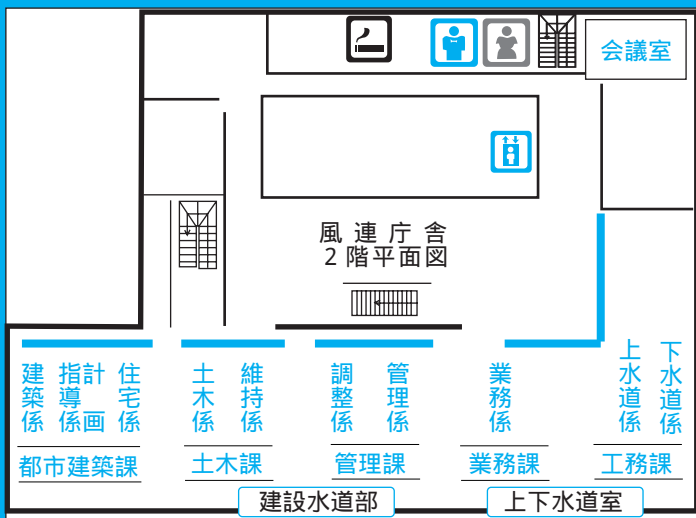 会議室
風連庁舎
2階平面図
建築係
指導係
計画
住宅係
土木係
維持係
調整係
管理係
業務係
上水道係
下水道係
都市建築課
土木課
管理課
業務課
工務課
建設水道部
上下水道室